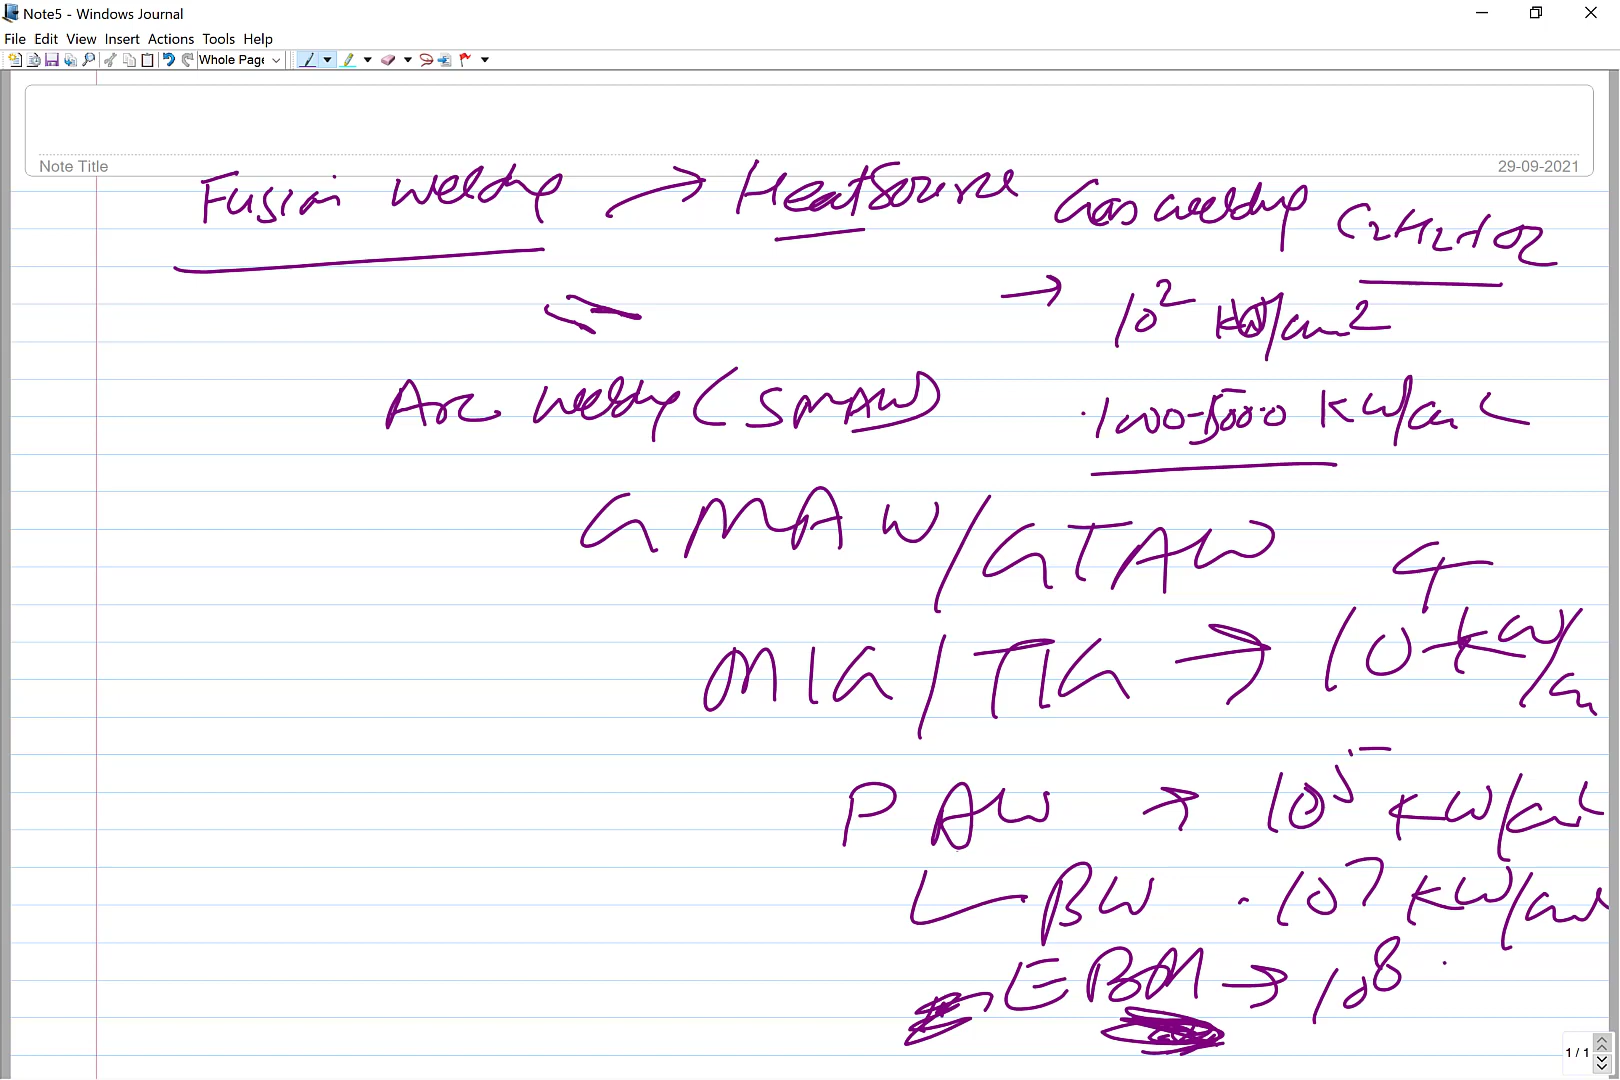 Note5 - Windows Journal
File Edit View Insert Actions Tools Help
Whole Page
Note Title 29-09-2021
Fusion Welding → Heat Source Gas welding C2H2+O2
→ 10² kW/cm²
Arc Welding (SMAW) 1000-5000 kW/cm²
GMAW/GTAW
MIG/TIG → 10⁴ kW/cm
PAW → 10⁵ kW/cm²
LBW 10⁷ kW/cm²
EBM → 10⁸
1 / 1